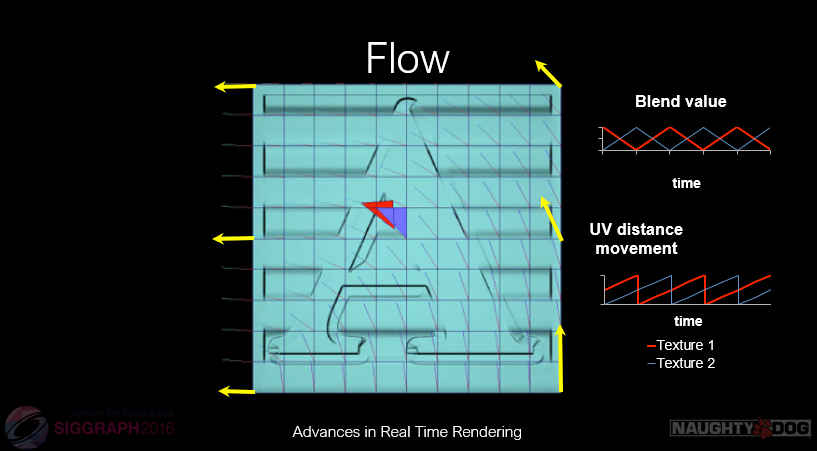 Flow
Blend value
time
UV distance
movement
time
Texture 1
Texture 2
Render the Possibilities
SIGGRAPH2016
Advances in Real Time Rendering
NAUGHTY DOG